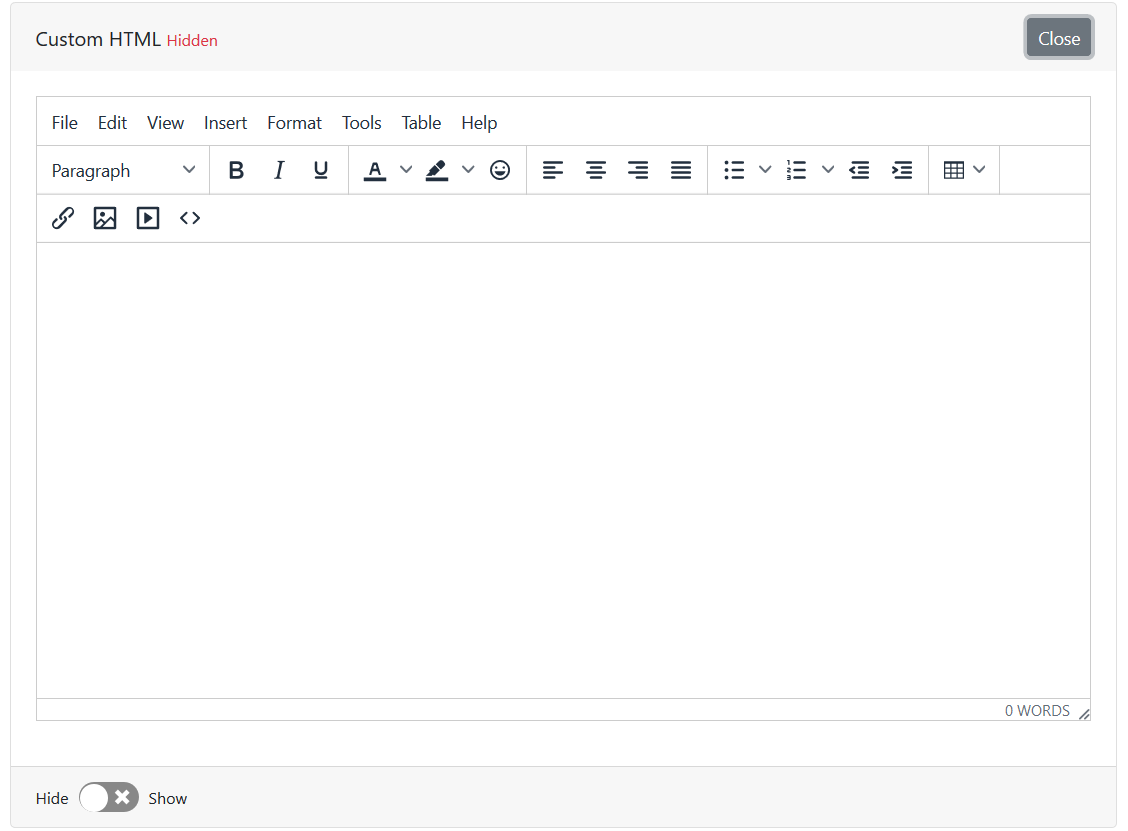 Custom HTML Hidden
Close
File Edit View Insert Format Tools Table Help
Paragraph B I U A
0 WORDS
Hide Show